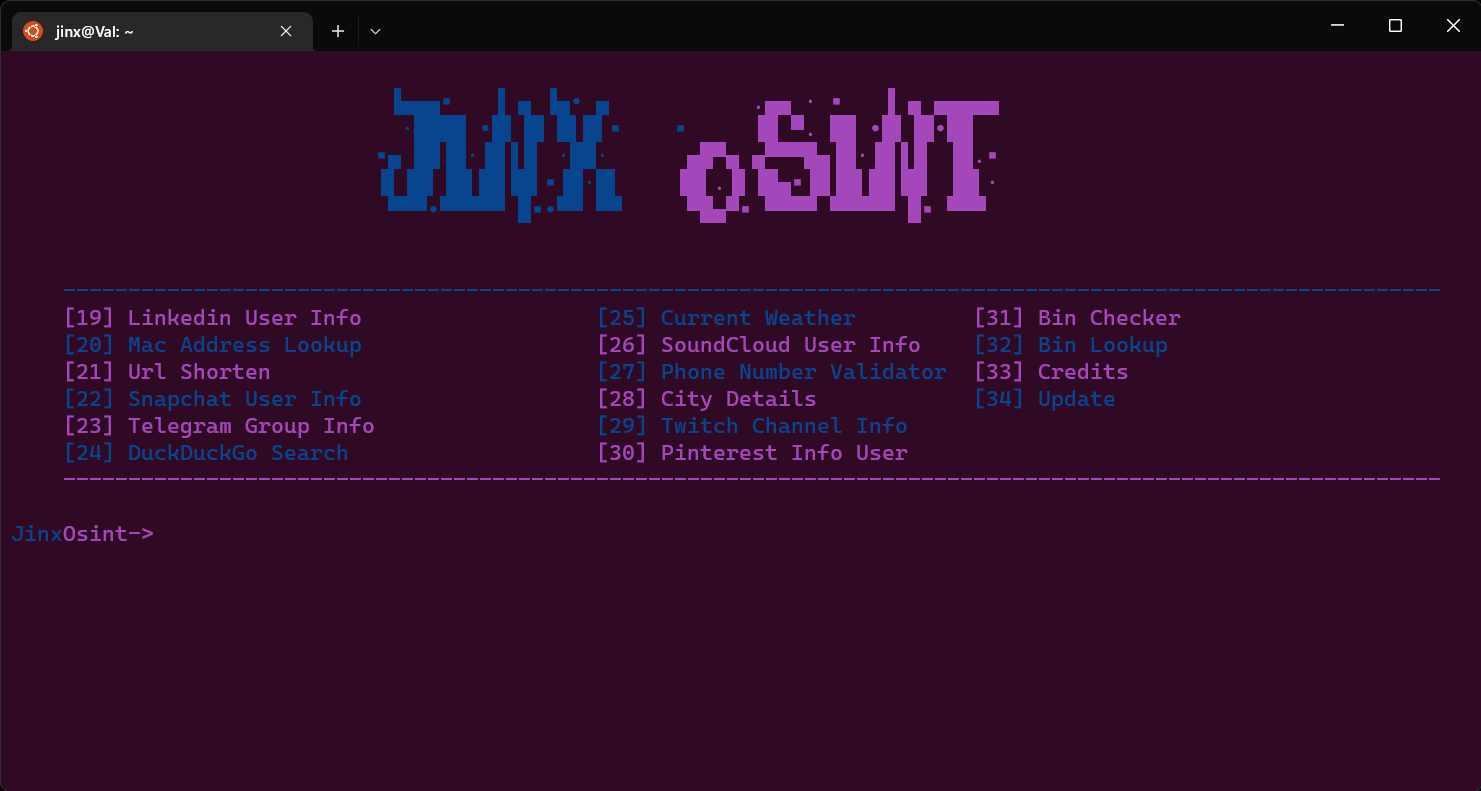 jinx@Val: ~
JINX OSINT
[19] Linkedin User Info [25] Current Weather [31] Bin Checker
[20] Mac Address Lookup [26] SoundCloud User Info [32] Bin Lookup
[21] Url Shorten [27] Phone Number Validator [33] Credits
[22] Snapchat User Info [28] City Details [34] Update
[23] Telegram Group Info [29] Twitch Channel Info
[24] DuckDuckGo Search [30] Pinterest Info User
JinxOsint->